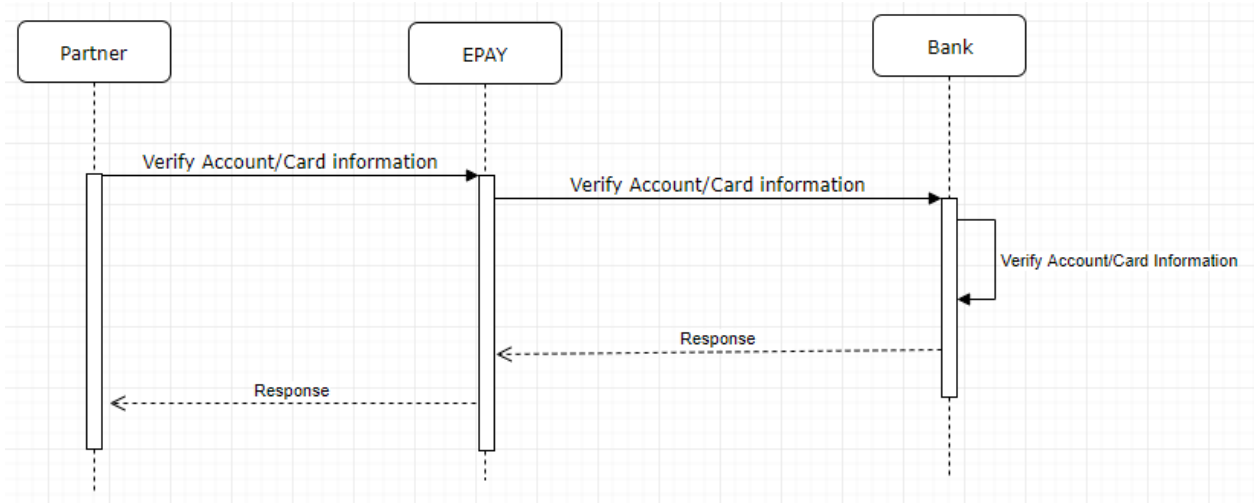 Partner
EPAY
Bank
Verify Account/Card information
Verify Account/Card information
Verify Account/Card Information
Response
Response